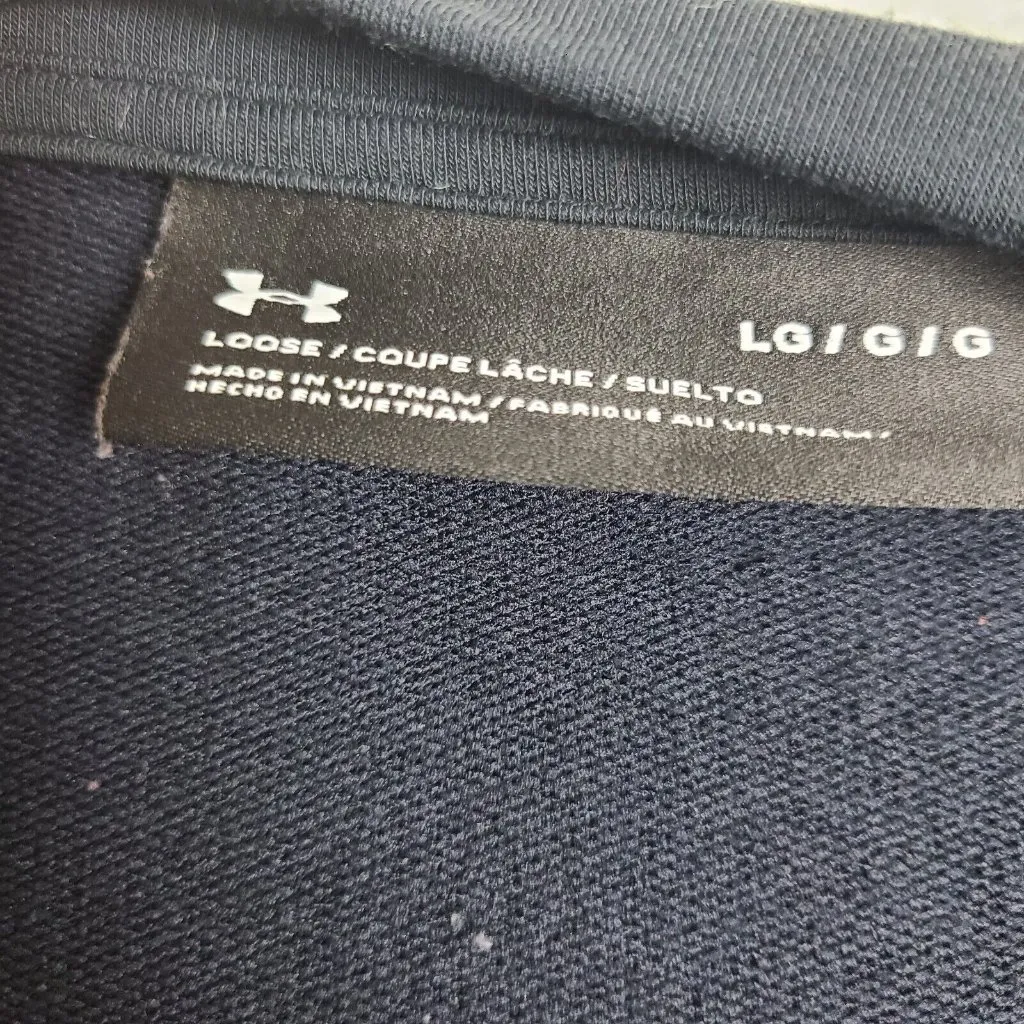 LG / G / G
LOOSE / COUPE LÂCHE / SUELTO
MADE IN VIETNAM / FABRIQUÉ AU VIETNAM /
HECHO EN VIETNAM